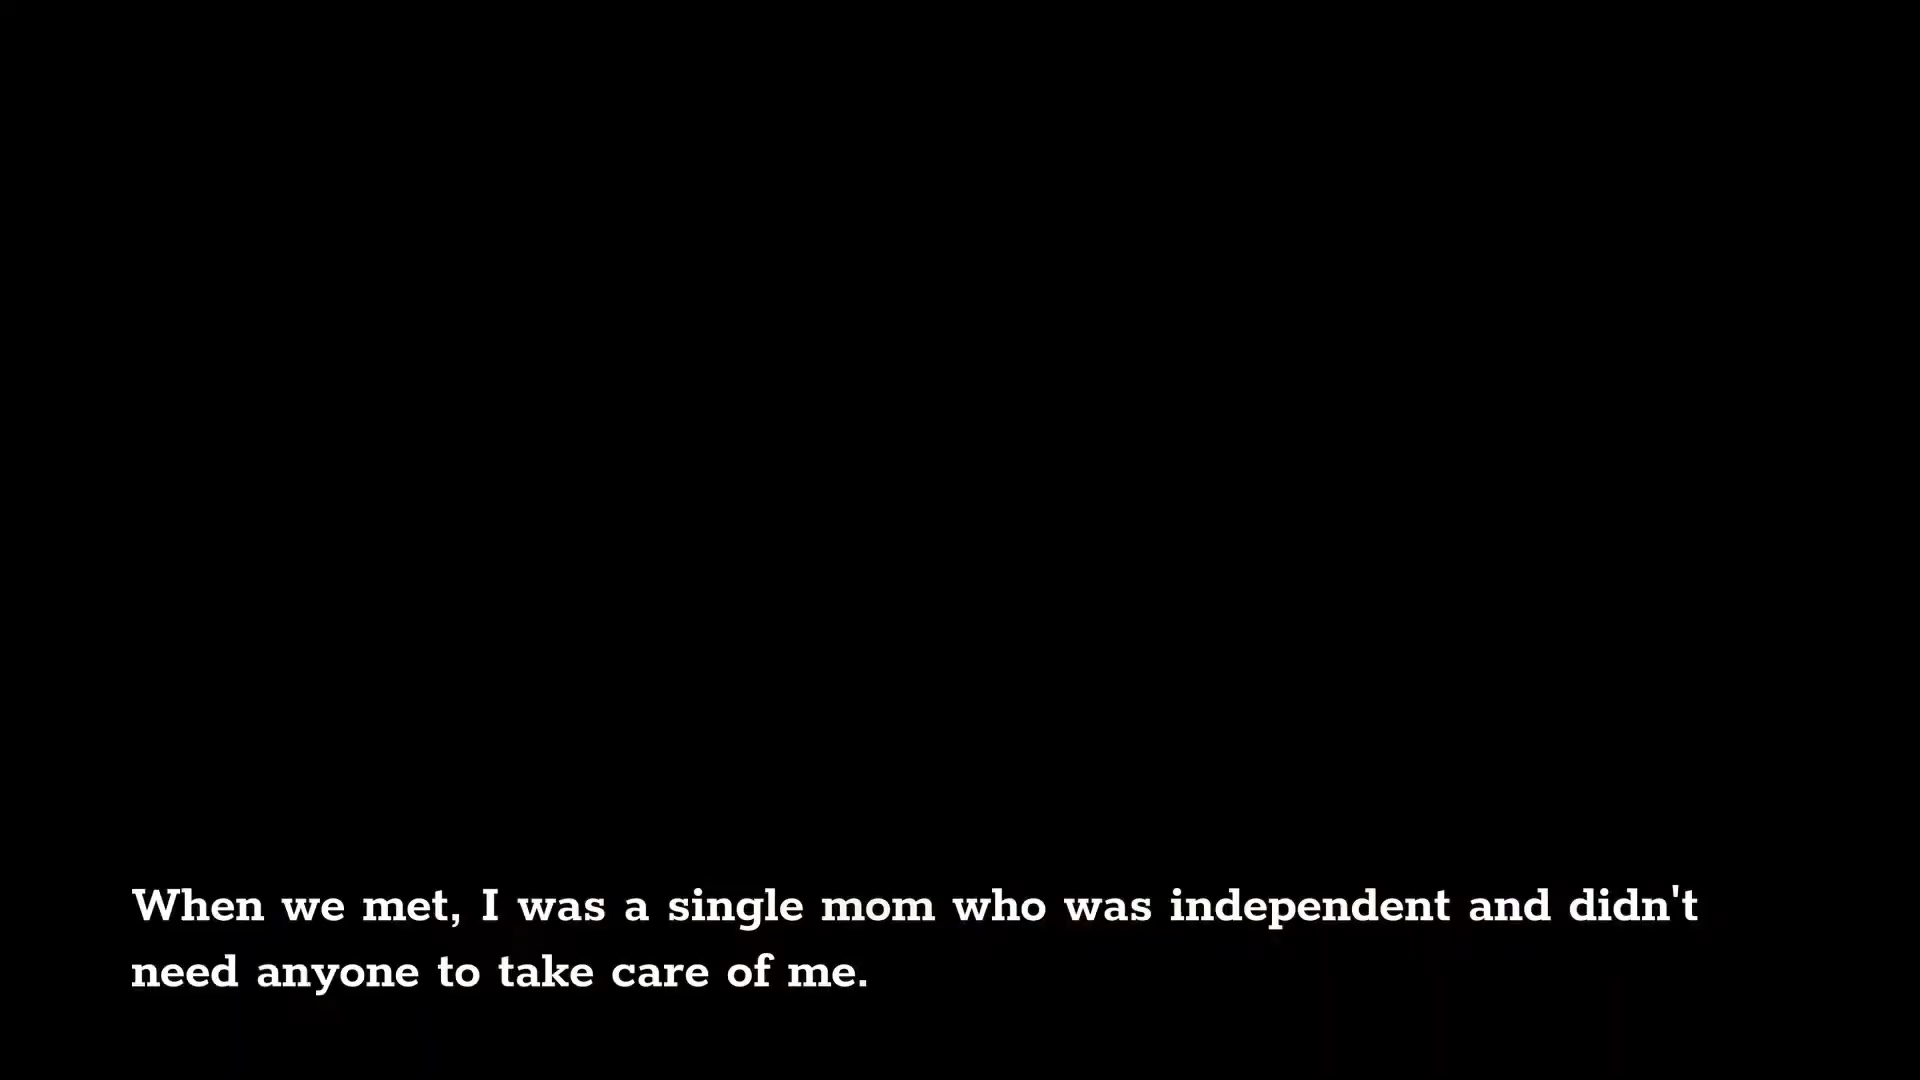 When we met, I was a single mom who was independent and didn't
need anyone to take care of me.